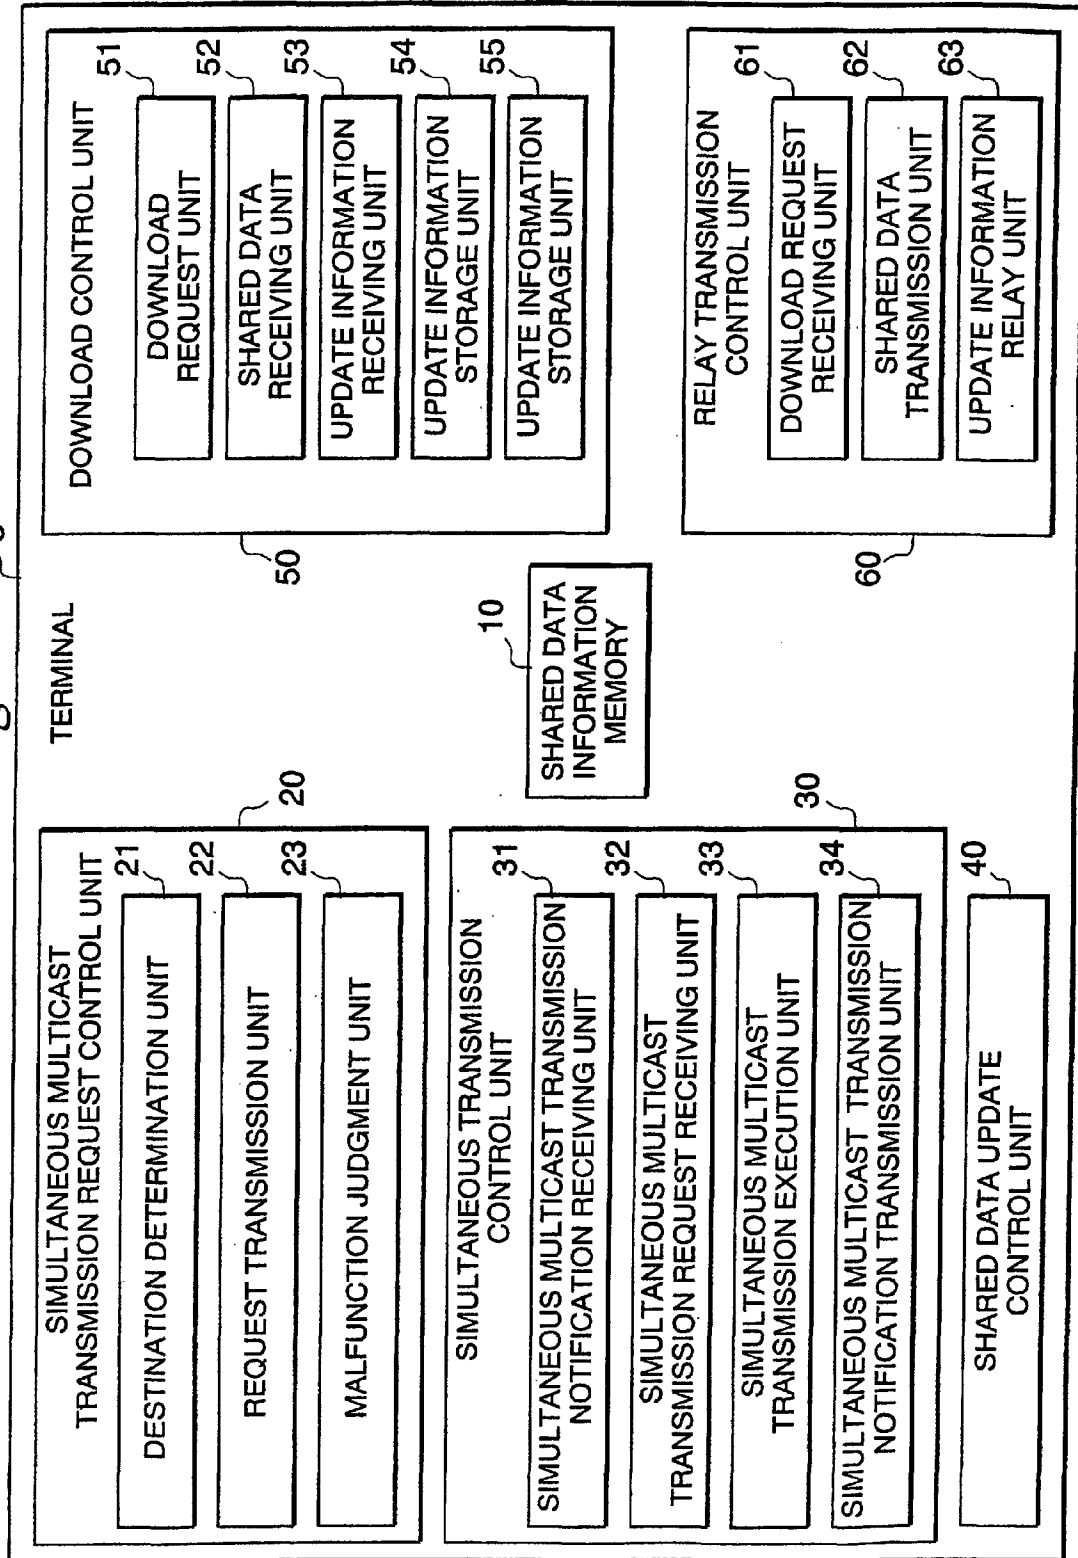 TERMINAL
SIMULTANEOUS MULTICAST
TRANSMISSION REQUEST CONTROL UNIT
20
21
DESTINATION DETERMINATION UNIT
22
REQUEST TRANSMISSION UNIT
23
MALFUNCTION JUDGMENT UNIT
SIMULTANEOUS TRANSMISSION
CONTROL UNIT
30
31
SIMULTANEOUS MULTICAST TRANSMISSION
NOTIFICATION RECEIVING UNIT
32
SIMULTANEOUS MULTICAST
TRANSMISSION REQUEST RECEIVING UNIT
33
SIMULTANEOUS MULTICAST
TRANSMISSION EXECUTION UNIT
34
SIMULTANEOUS MULTICAST TRANSMISSION
NOTIFICATION TRANSMISSION UNIT
40
SHARED DATA UPDATE
CONTROL UNIT
10
SHARED DATA
INFORMATION
MEMORY
DOWNLOAD CONTROL UNIT
50
51
DOWNLOAD
REQUEST UNIT
52
SHARED DATA
RECEIVING UNIT
53
UPDATE INFORMATION
RECEIVING UNIT
54
UPDATE INFORMATION
STORAGE UNIT
55
UPDATE INFORMATION
STORAGE UNIT
RELAY TRANSMISSION
CONTROL UNIT
60
61
DOWNLOAD REQUEST
RECEIVING UNIT
62
SHARED DATA
TRANSMISSION UNIT
63
UPDATE INFORMATION
RELAY UNIT